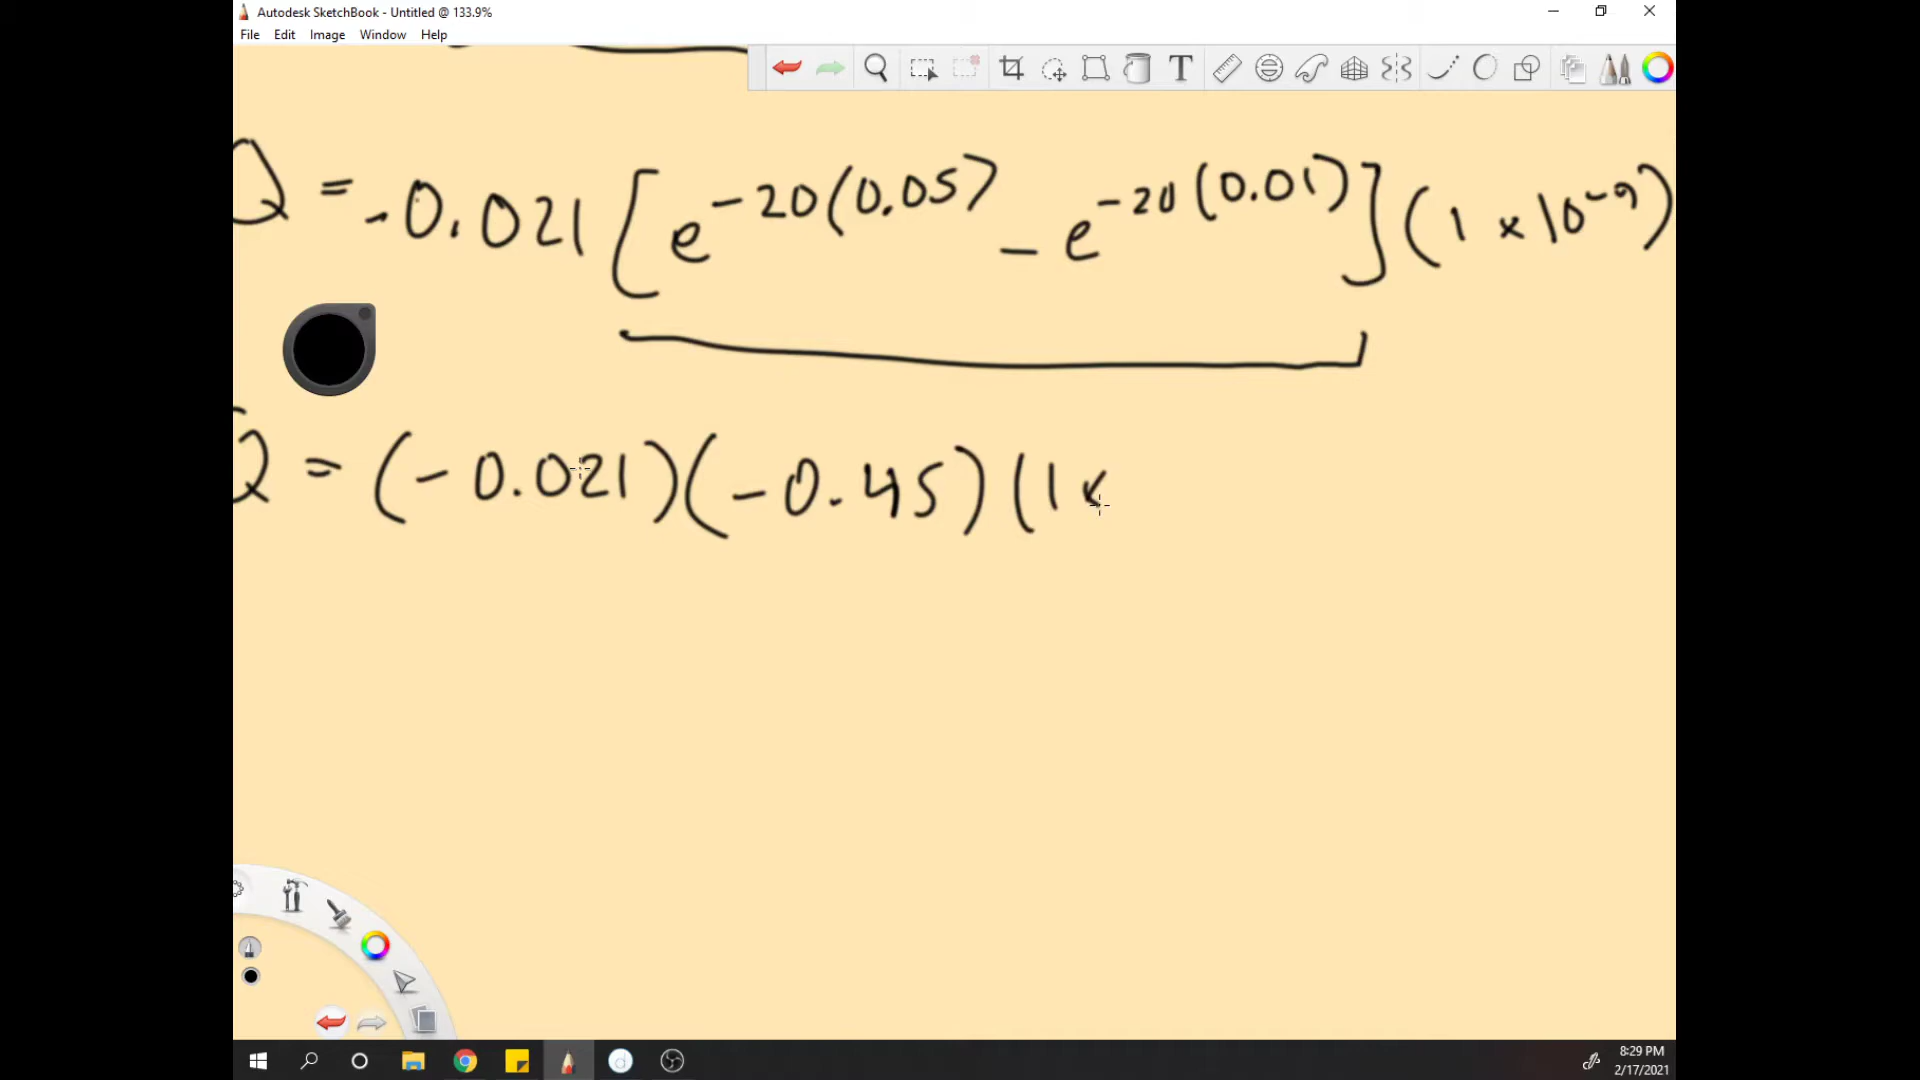 Autodesk SketchBook - Untitled @ 133.9%
File Edit Image Window Help
T
Q = -0.021 [e^{-20(0.05)} - e^{-20(0.01)}] (1 × 10^{-9})
Q = (-0.021)(-0.45)(1
8:29 PM
2/17/2021